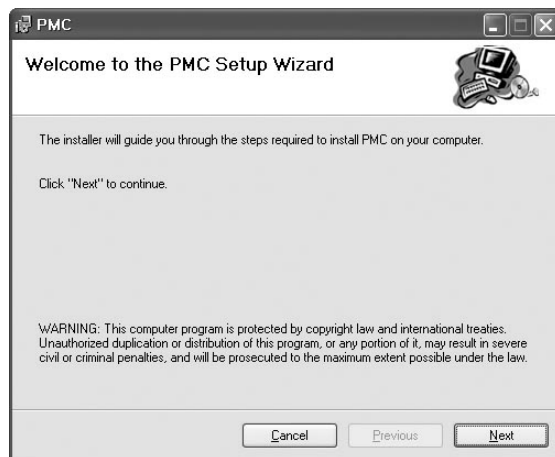 PMC
Welcome to the PMC Setup Wizard
The installer will guide you through the steps required to install PMC on your computer.
Click "Next" to continue.
WARNING: This computer program is protected by copyright law and international treaties.
Unauthorized duplication or distribution of this program, or any portion of it, may result in severe
civil or criminal penalties, and will be prosecuted to the maximum extent possible under the law.
Cancel
Previous
Next